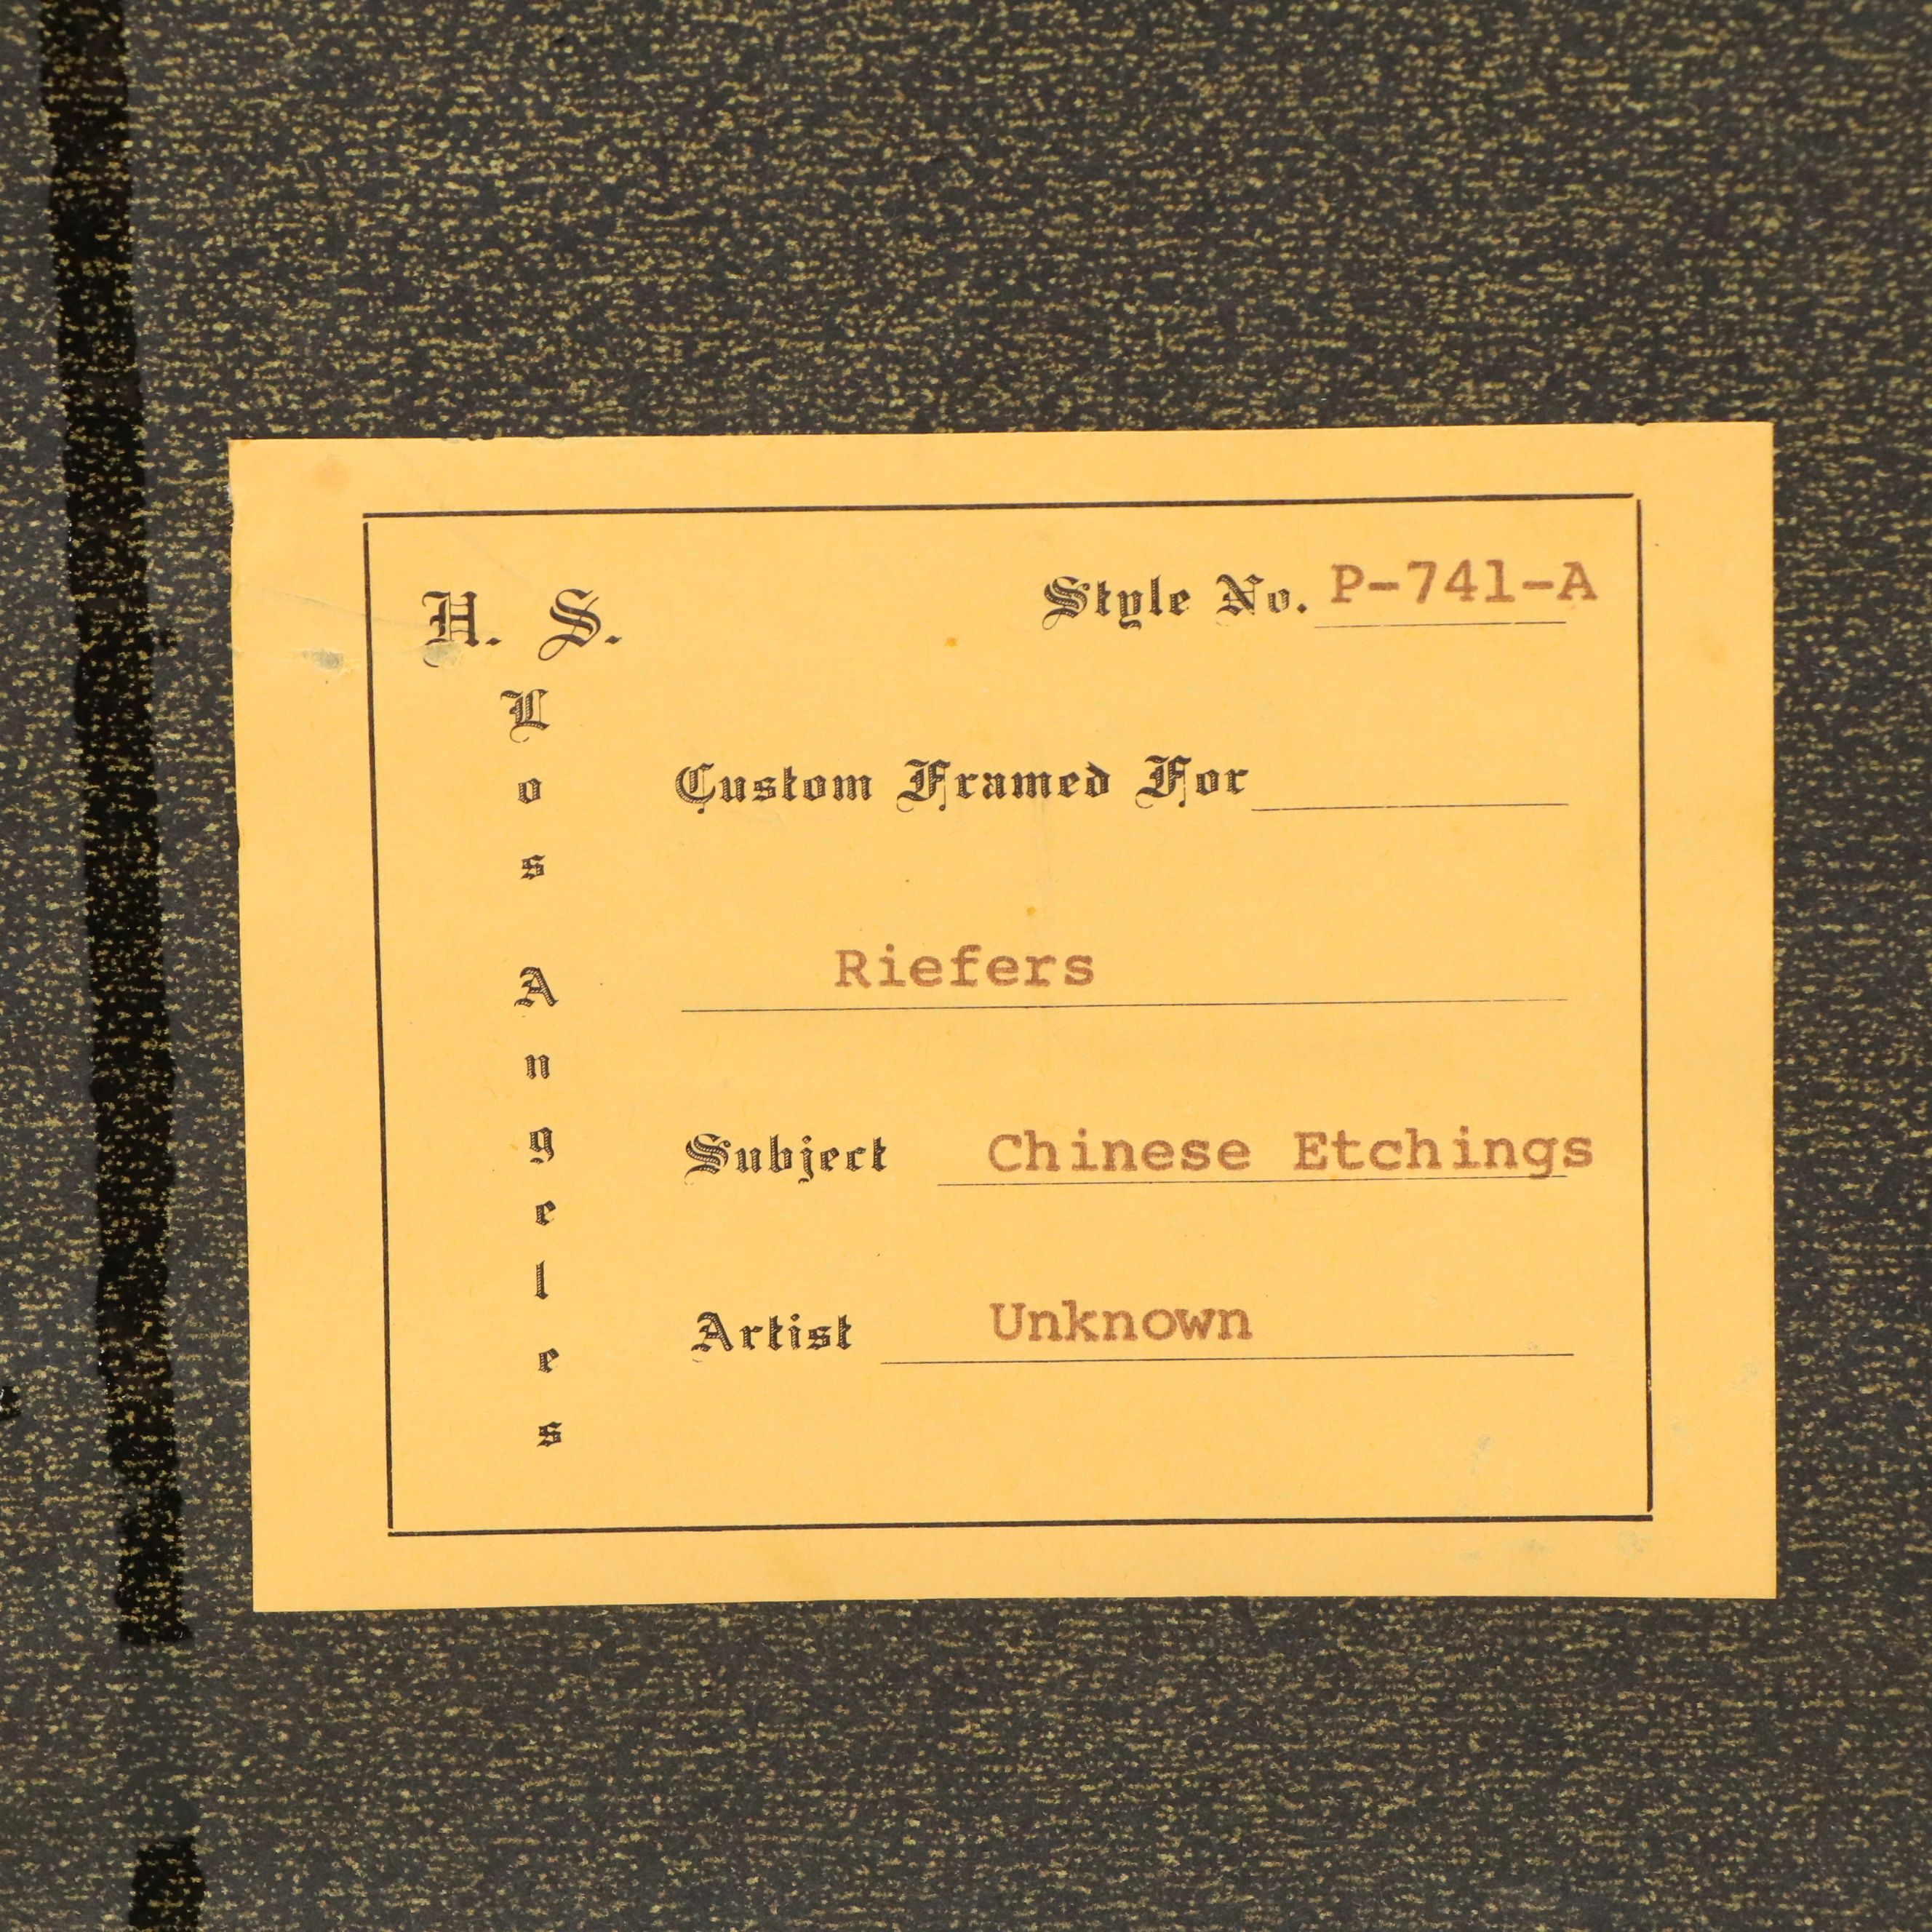 H. S.
Los Angeles
Style No. P-741-A
Custom Framed For
Riefers
Subject Chinese Etchings
Artist Unknown